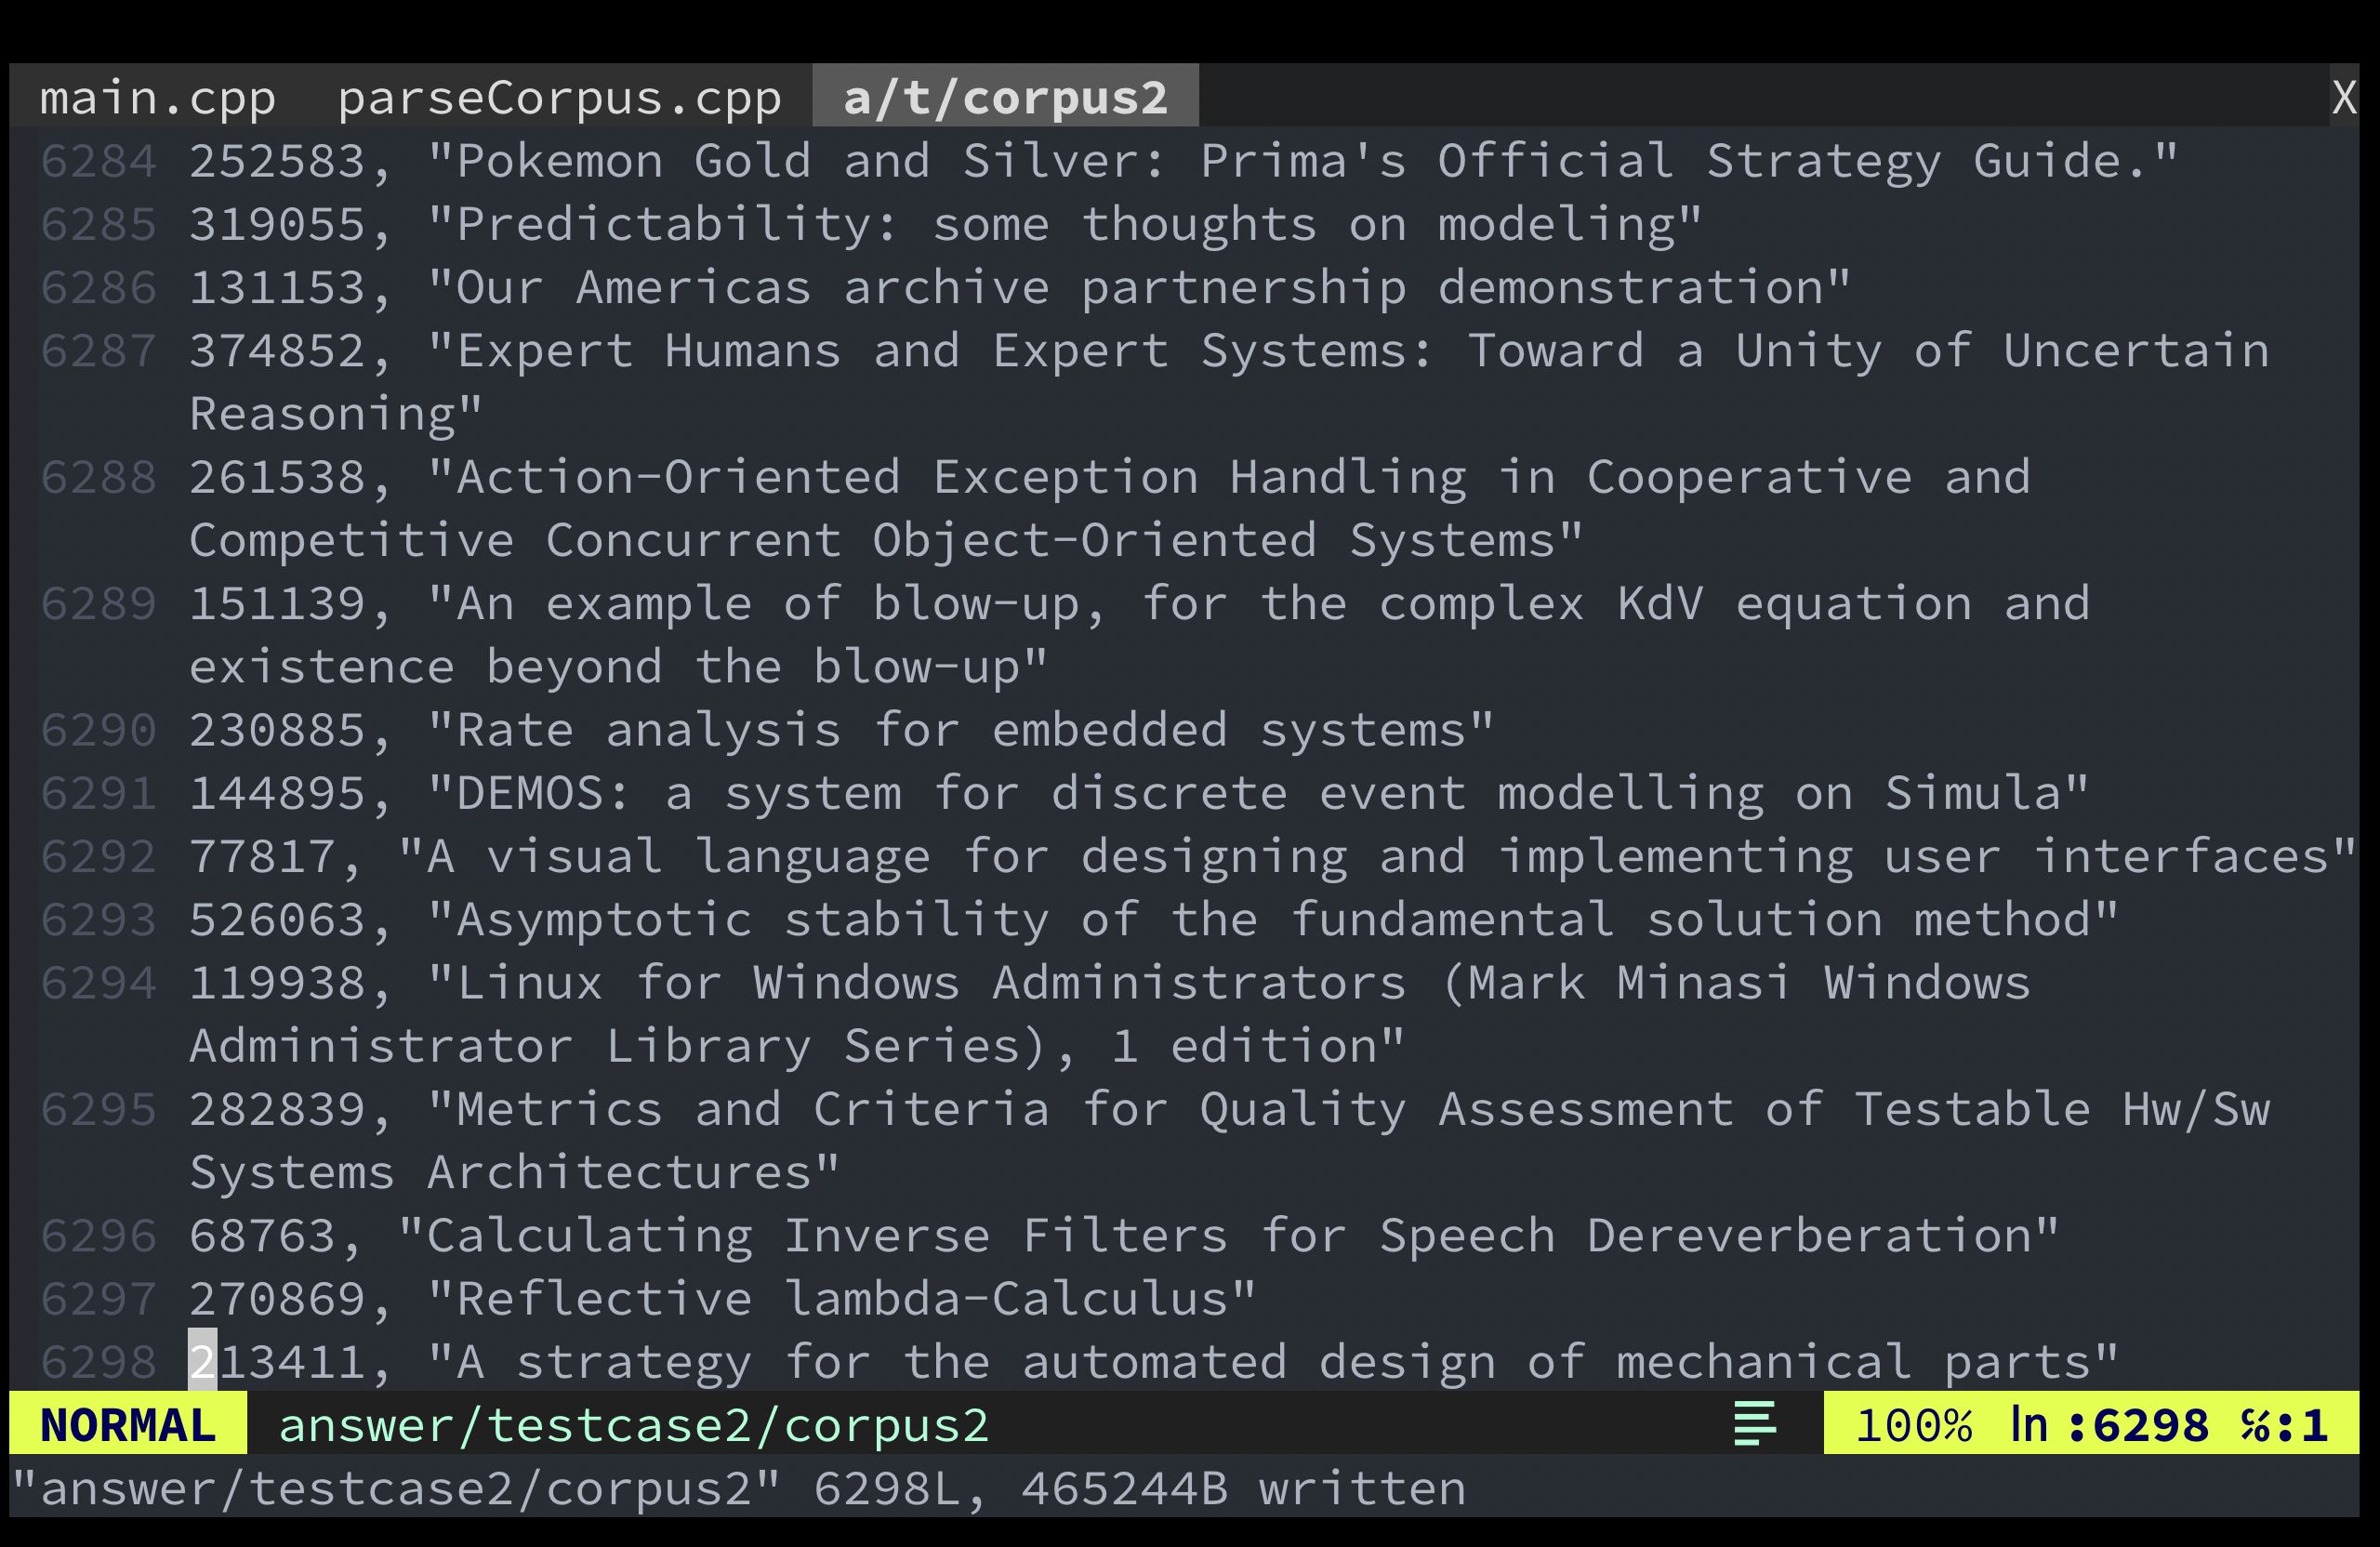 main.cpp  parseCorpus.cpp  a/t/corpus2  X
6284 252583, "Pokemon Gold and Silver: Prima's Official Strategy Guide."
6285 319055, "Predictability: some thoughts on modeling"
6286 131153, "Our Americas archive partnership demonstration"
6287 374852, "Expert Humans and Expert Systems: Toward a Unity of Uncertain
Reasoning"
6288 261538, "Action-Oriented Exception Handling in Cooperative and
Competitive Concurrent Object-Oriented Systems"
6289 151139, "An example of blow-up, for the complex KdV equation and
existence beyond the blow-up"
6290 230885, "Rate analysis for embedded systems"
6291 144895, "DEMOS: a system for discrete event modelling on Simula"
6292 77817, "A visual language for designing and implementing user interfaces"
6293 526063, "Asymptotic stability of the fundamental solution method"
6294 119938, "Linux for Windows Administrators (Mark Minasi Windows
Administrator Library Series), 1 edition"
6295 282839, "Metrics and Criteria for Quality Assessment of Testable Hw/Sw
Systems Architectures"
6296 68763, "Calculating Inverse Filters for Speech Dereverberation"
6297 270869, "Reflective lambda-Calculus"
6298 213411, "A strategy for the automated design of mechanical parts"
NORMAL  answer/testcase2/corpus2  100% ln :6298 ℅:1
"answer/testcase2/corpus2" 6298L, 465244B written